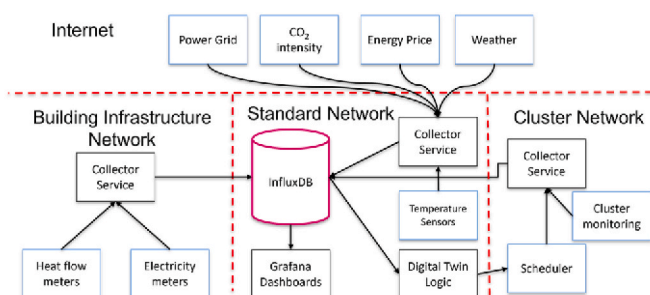 Internet
Power Grid
CO₂
intensity
Energy Price
Weather
Building Infrastructure
Network
Standard Network
Cluster Network
Collector
Service
InfluxDB
Collector
Service
Collector
Service
Temperature
Sensors
Cluster
monitoring
Heat flow
meters
Electricity
meters
Grafana
Dashboards
Digital Twin
Logic
Scheduler